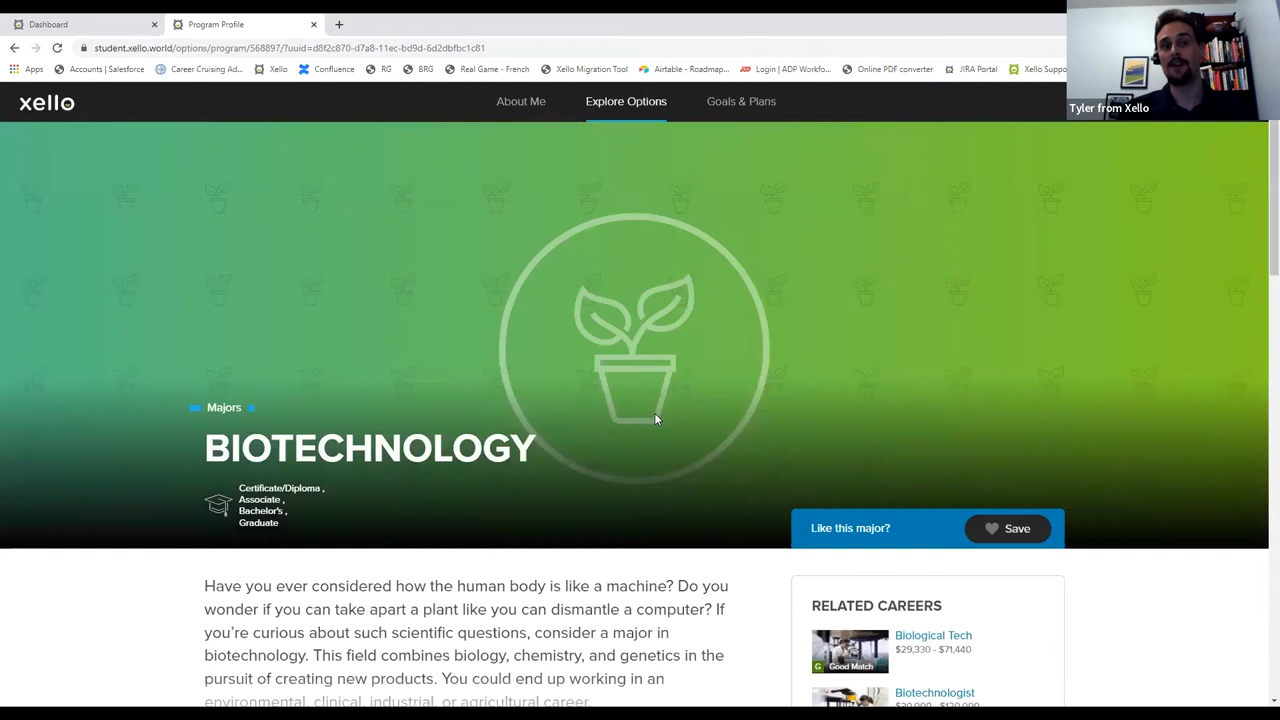 Dashboard
Program Profile
student.xello.world/options/program/568897/?uuid=d8f2c870-d7a8-11ec-bd9d-6d2dbfbc1c81
Apps
Accounts | Salesforce
Career Cruising Ad...
Xello
Confluence
RG
BRG
Real Game - French
Xello Migration Tool
Airtable - Roadmap...
Login | ADP Workfo...
Online PDF converter
JIRA Portal
Xello Suppo
Tyler from Xello
xello
About Me
Explore Options
Goals & Plans
Majors
BIOTECHNOLOGY
Certificate/Diploma ,
Associate ,
Bachelor's ,
Graduate
Like this major?
Save
Have you ever considered how the human body is like a machine? Do you
wonder if you can take apart a plant like you can dismantle a computer? If
you're curious about such scientific questions, consider a major in
biotechnology. This field combines biology, chemistry, and genetics in the
pursuit of creating new products. You could end up working in an
environmental, clinical, industrial, or agricultural career.
RELATED CAREERS
Biological Tech
$29,330 - $71,440
G Good Match
Biotechnologist